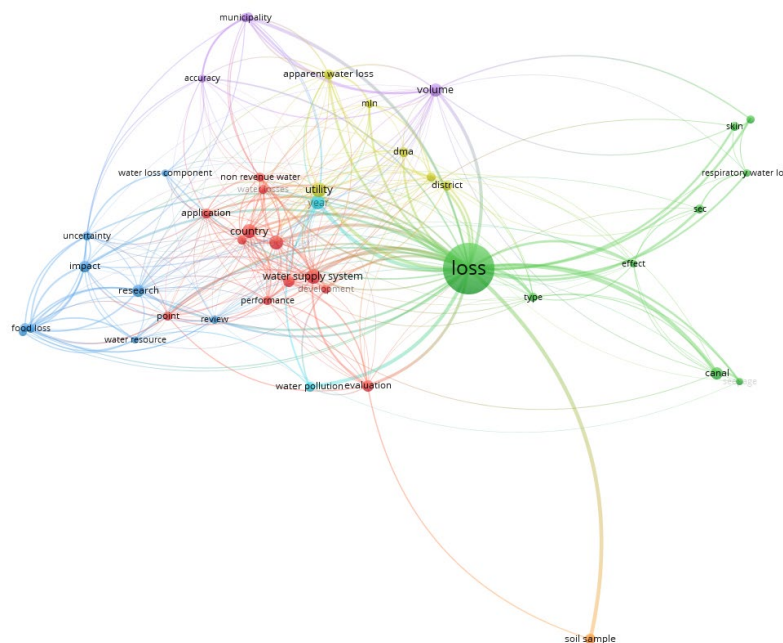 municipality
apparent water loss
accuracy
volume
min
skin
dma
water loss component
non revenue water
respiratory water lo
district
utility
year
sec
application
country
uncertainty
effect
impact
loss
water supply system
research
development
type
performance
point
review
food loss
water resource
canal
water pollution
evaluation
soil sample